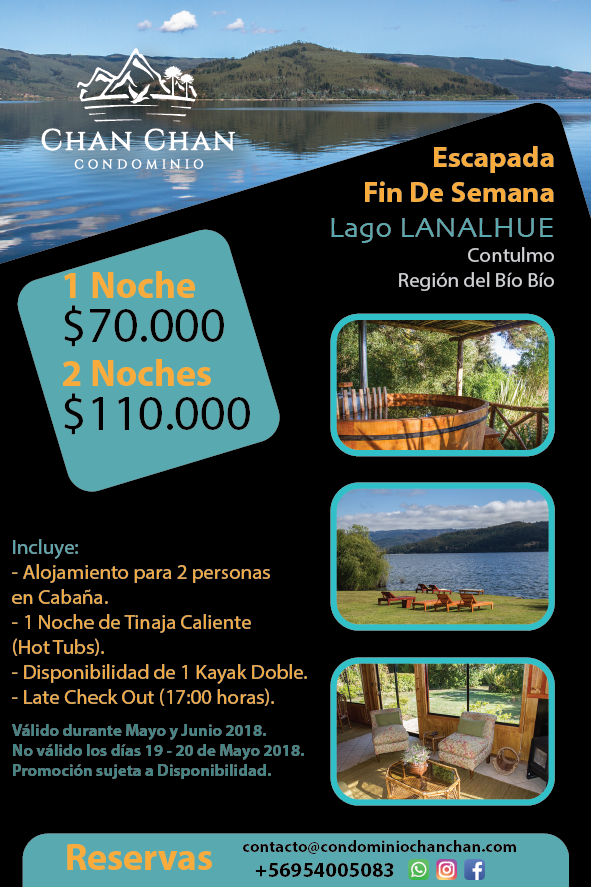 CHAN CHAN
CONDOMINIO
Escapada
Fin De Semana
Lago LANALHUE
Contulmo
Región del Bío Bío
1 Noche
$70.000
2 Noches
$110.000
Incluye:
- Alojamiento para 2 personas
en Cabaña.
- 1 Noche de Tinaja Caliente
(Hot Tubs).
- Disponibilidad de 1 Kayak Doble.
- Late Check Out (17:00 horas).
Válido durante Mayo y Junio 2018.
No válido los días 19 - 20 de Mayo 2018.
Promoción sujeta a Disponibilidad.
Reservas
contacto@condominiochanchan.com
+56954005083